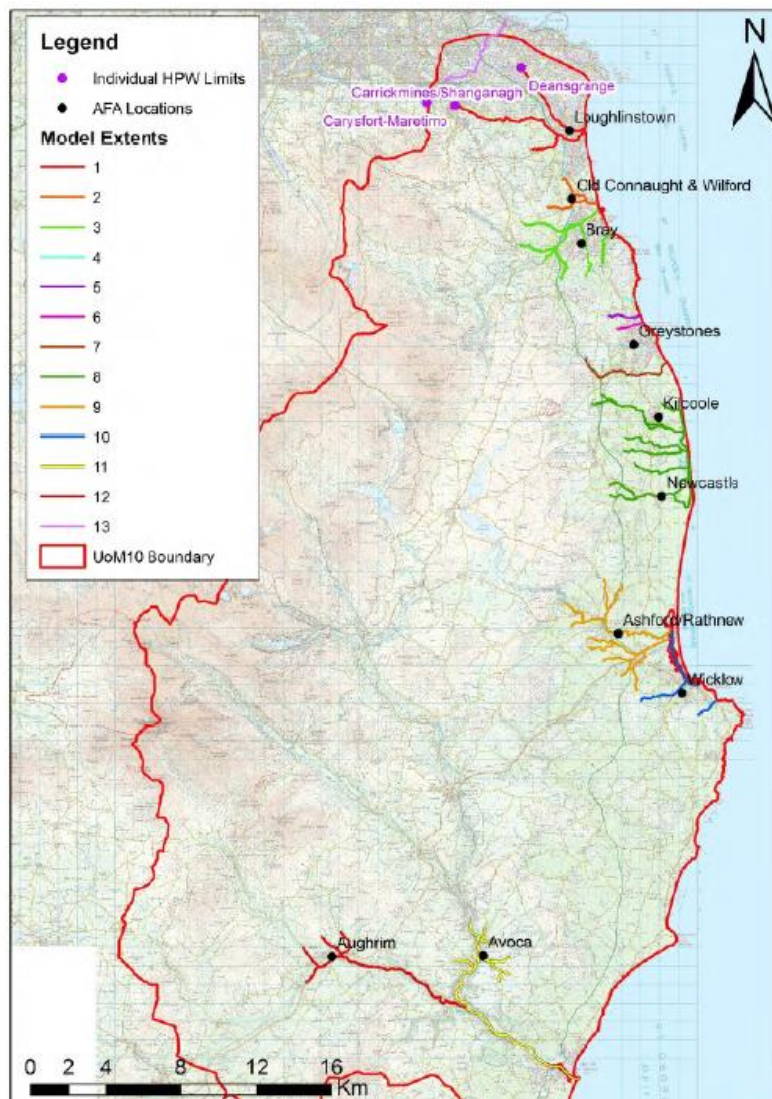 Legend
Individual HPW Limits
AFA Locations
Model Extents
1
2
3
4
5
6
7
8
9
10
11
12
13
UoM10 Boundary
N
Deansgrange
Carrickmines/Shanganagh
Carysfort-Maretimo
Loughlinstown
Old Connaught & Wilford
Bray
Greystones
Kilcoole
Newcastle
Ashford/Rathnew
Wicklow
Aughrim
Avoca
0 2 4 8 12 16
Km